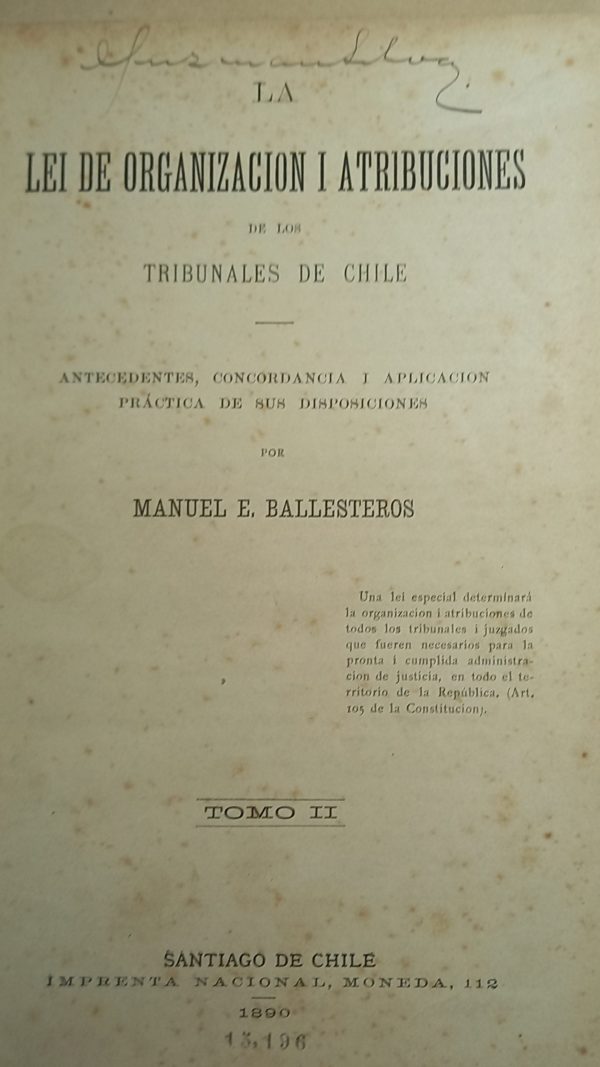 LA
LEI DE ORGANIZACION I ATRIBUCIONES
DE LOS
TRIBUNALES DE CHILE
ANTECEDENTES, CONCORDANCIA I APLICACION
PRÁCTICA DE SUS DISPOSICIONES
POR
MANUEL E. BALLESTEROS
Una lei especial determinará
la organizacion i atribuciones de
todos los tribunales i juzgados
que fueren necesarios para la
pronta i cumplida administra-
cion de justicia, en todo el te-
rritorio de la República. (Art.
105 de la Constitucion).
TOMO II
SANTIAGO DE CHILE
IMPRENTA NACIONAL, MONEDA, 112
1890
13,196